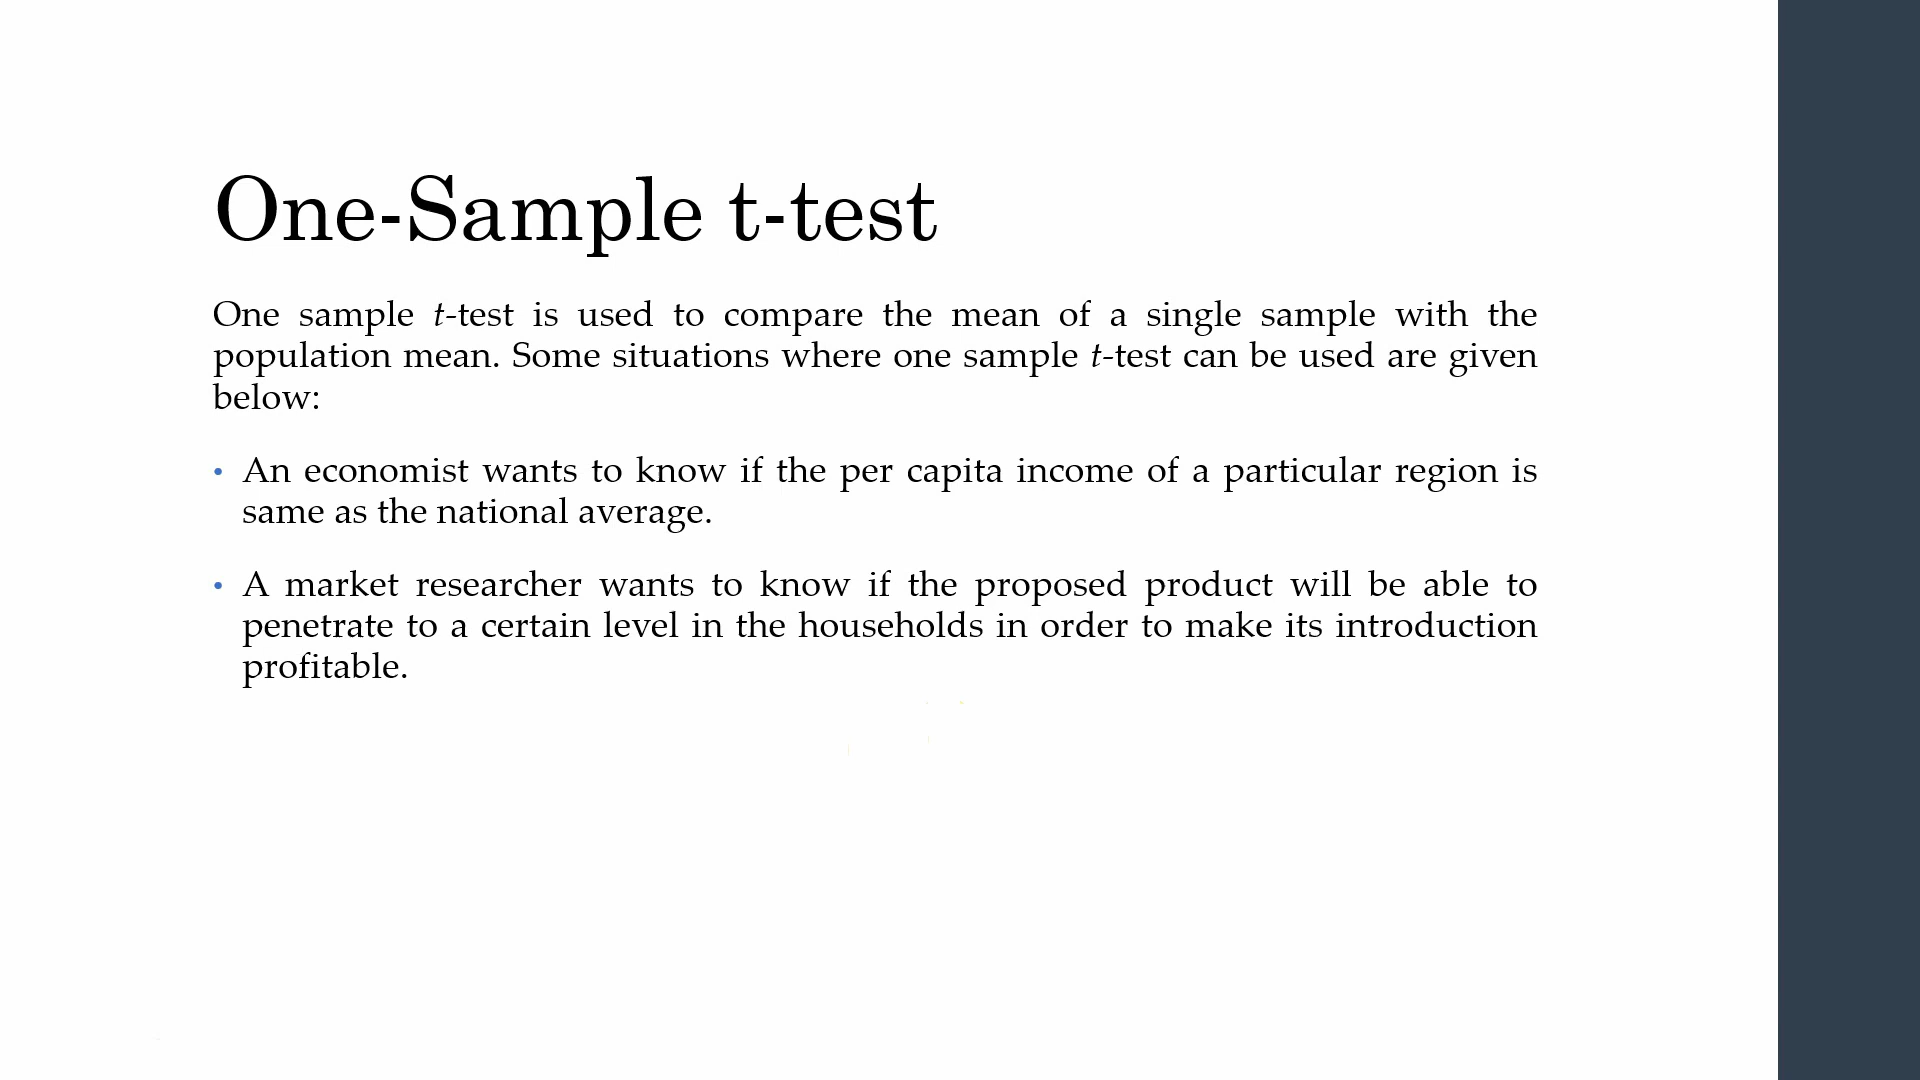 One-Sample t-test
One sample t-test is used to compare the mean of a single sample with the
population mean. Some situations where one sample t-test can be used are given
below:
• An economist wants to know if the per capita income of a particular region is
same as the national average.
• A market researcher wants to know if the proposed product will be able to
penetrate to a certain level in the households in order to make its introduction
profitable.